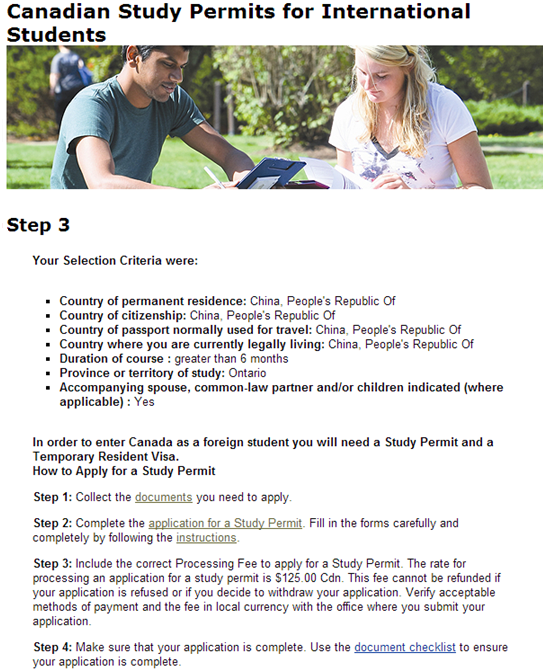 Canadian Study Permits for International
Students
Step 3
Your Selection Criteria were:
Country of permanent residence: China, People's Republic Of
Country of citizenship: China, People's Republic Of
Country of passport normally used for travel: China, People's Republic Of
Country where you are currently legally living: China, People's Republic Of
Duration of course : greater than 6 months
Province or territory of study: Ontario
Accompanying spouse, common-law partner and/or children indicated (where
applicable) : Yes
In order to enter Canada as a foreign student you will need a Study Permit and a
Temporary Resident Visa.
How to Apply for a Study Permit
Step 1: Collect the documents you need to apply.
Step 2: Complete the application for a Study Permit. Fill in the forms carefully and
completely by following the instructions.
Step 3: Include the correct Processing Fee to apply for a Study Permit. The rate for
processing an application for a study permit is $125.00 Cdn. This fee cannot be refunded if
your application is refused or if you decide to withdraw your application. Verify acceptable
methods of payment and the fee in local currency with the office where you submit your
application.
Step 4: Make sure that your application is complete. Use the document checklist to ensure
your application is complete.